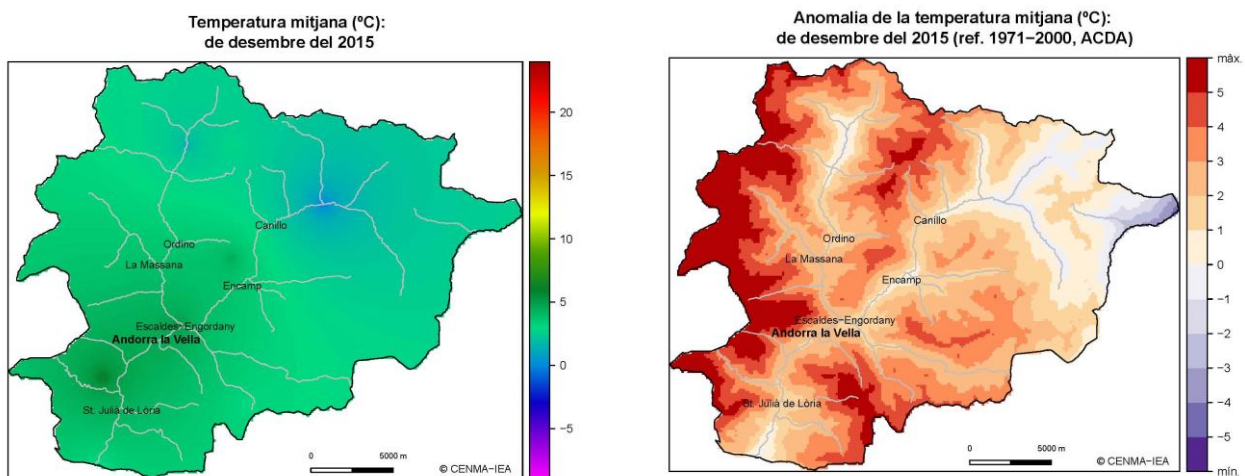 Temperatura mitjana (ºC):
de desembre del 2015
20
15
10
5
0
−5
Ordino
Canillo
La Massana
Encamp
Escaldes−Engordany
Andorra la Vella
St. Julià de Lòria
0 5000 m
© CENMA−IEA
Anomalia de la temperatura mitjana (ºC):
de desembre del 2015 (ref. 1971−2000, ACDA)
màx.
5
4
3
2
1
0
−1
−2
−3
−4
−5
mín.
Canillo
Ordino
La Massana
Encamp
Escaldes−Engordany
Andorra la Vella
St. Julià de Lòria
0 5000 m
© CENMA−IEA